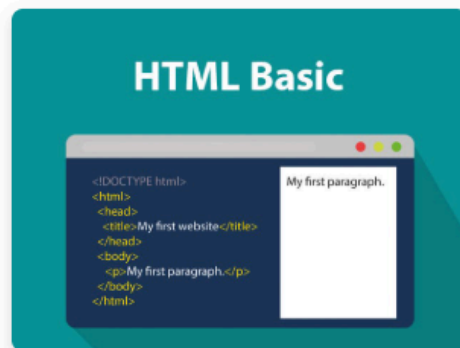 HTML Basic
<!DOCTYPE html>
<html>
<head>
<title>My first website</title>
</head>
<body>
<p>My first paragraph.</p>
</body>
</html>
My first paragraph.